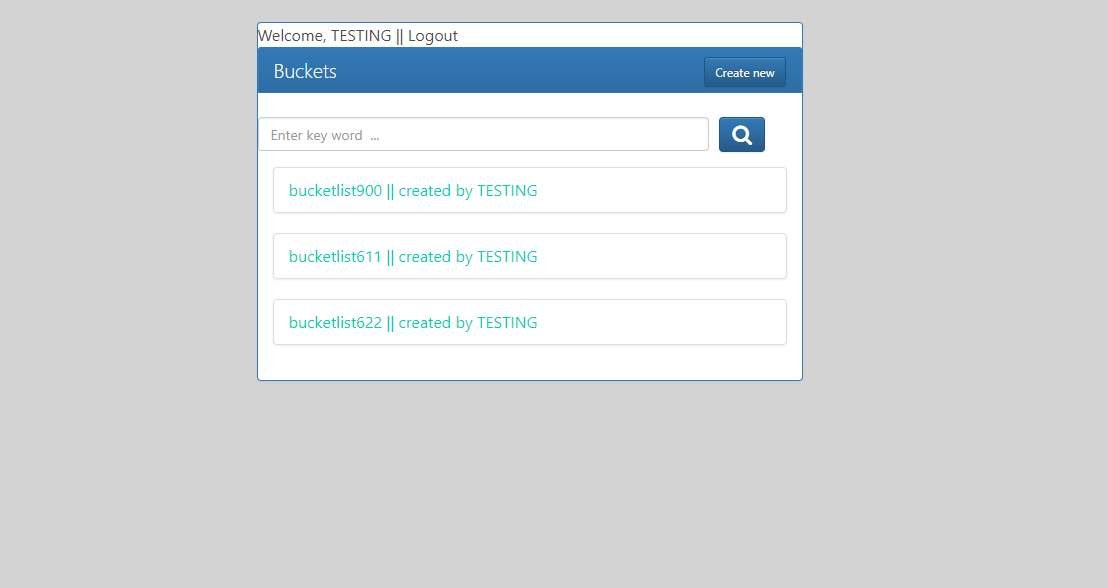 Welcome, TESTING || Logout
Buckets
Create new
Enter key word ...
bucketlist900 || created by TESTING
bucketlist611 || created by TESTING
bucketlist622 || created by TESTING